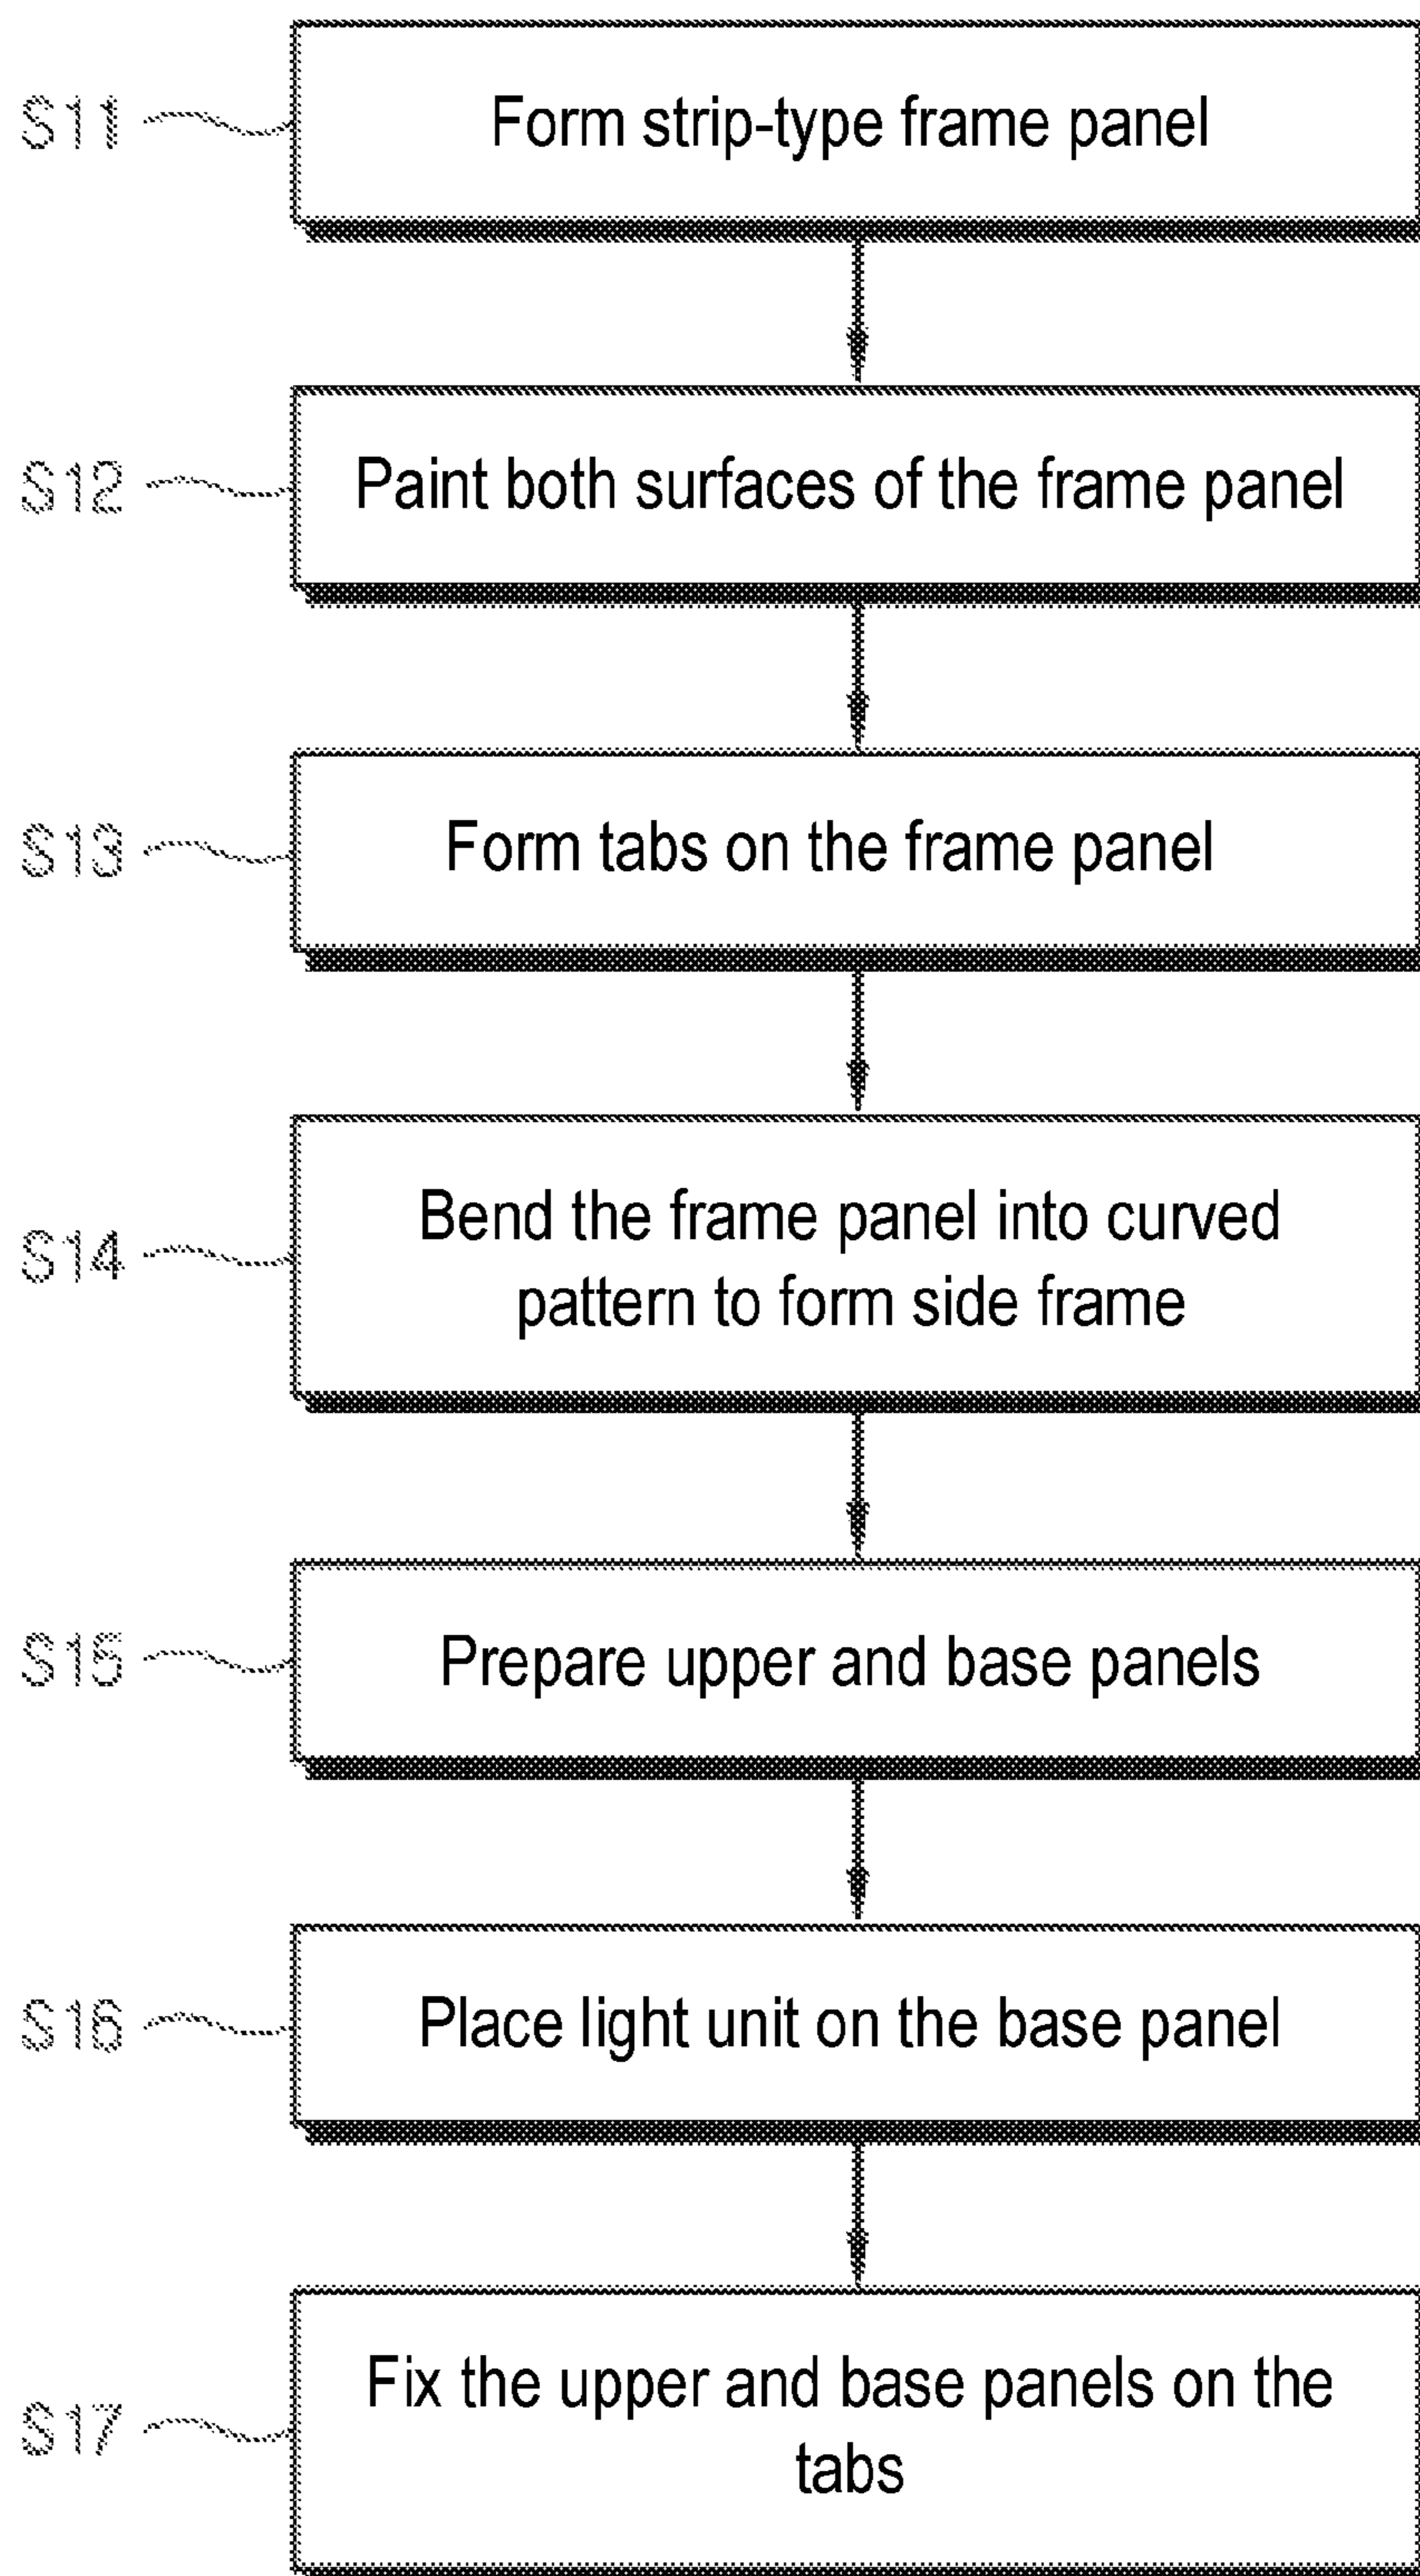 S11
Form strip-type frame panel
S12
Paint both surfaces of the frame panel
S13
Form tabs on the frame panel
S14
Bend the frame panel into curved
pattern to form side frame
S15
Prepare upper and base panels
S16
Place light unit on the base panel
S17
Fix the upper and base panels on the
tabs